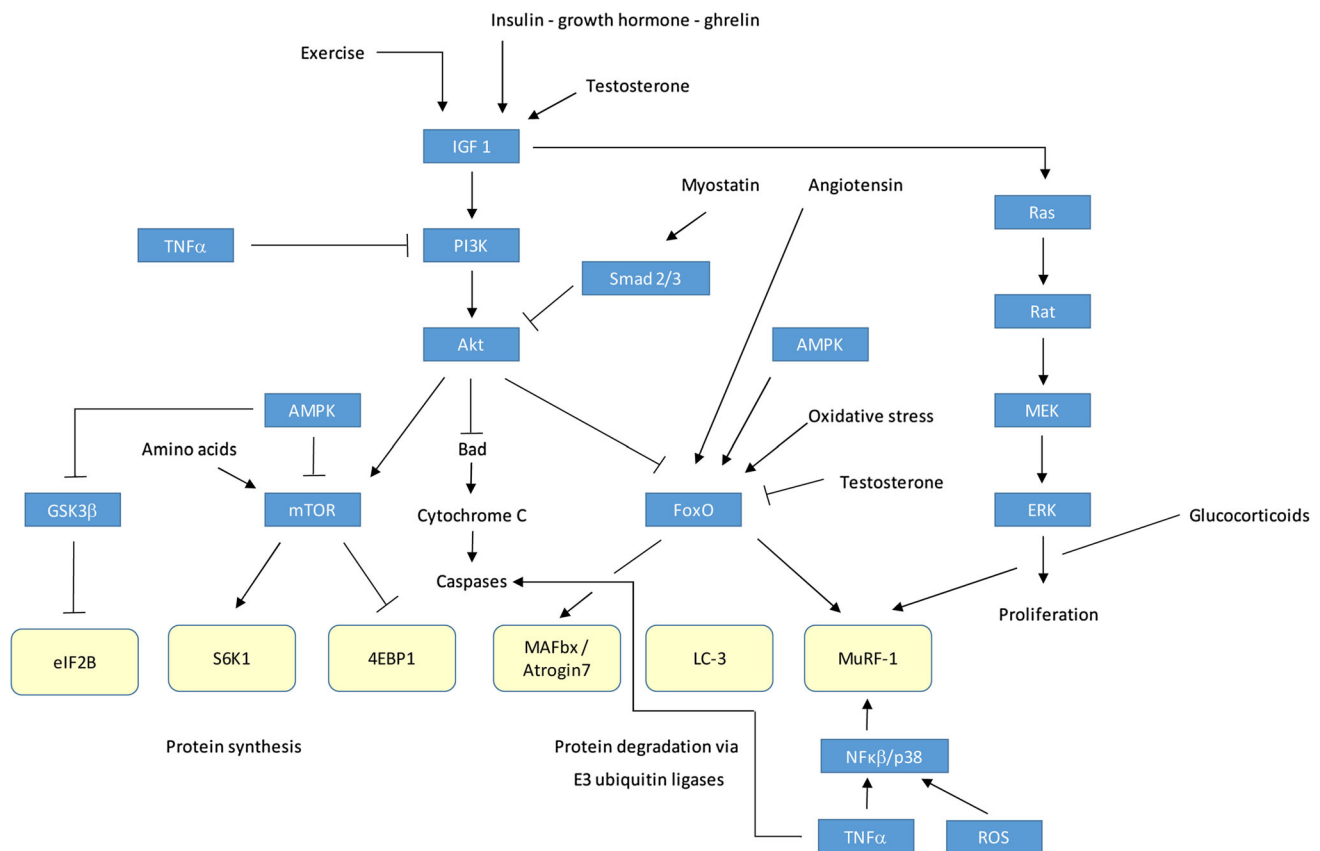 Insulin - growth hormone - ghrelin
Exercise
Testosterone
IGF 1
Myostatin
Angiotensin
Ras
TNFα
PI3K
Smad 2/3
Rat
Akt
AMPK
AMPK
MEK
Oxidative stress
Amino acids
Bad
Testosterone
GSK3β
mTOR
Cytochrome C
FoxO
ERK
Glucocorticoids
Caspases
Proliferation
eIF2B
S6K1
4EBP1
MAFbx /
Atrogin7
LC-3
MuRF-1
Protein synthesis
Protein degradation via
E3 ubiquitin ligases
NFκβ/p38
TNFα
ROS